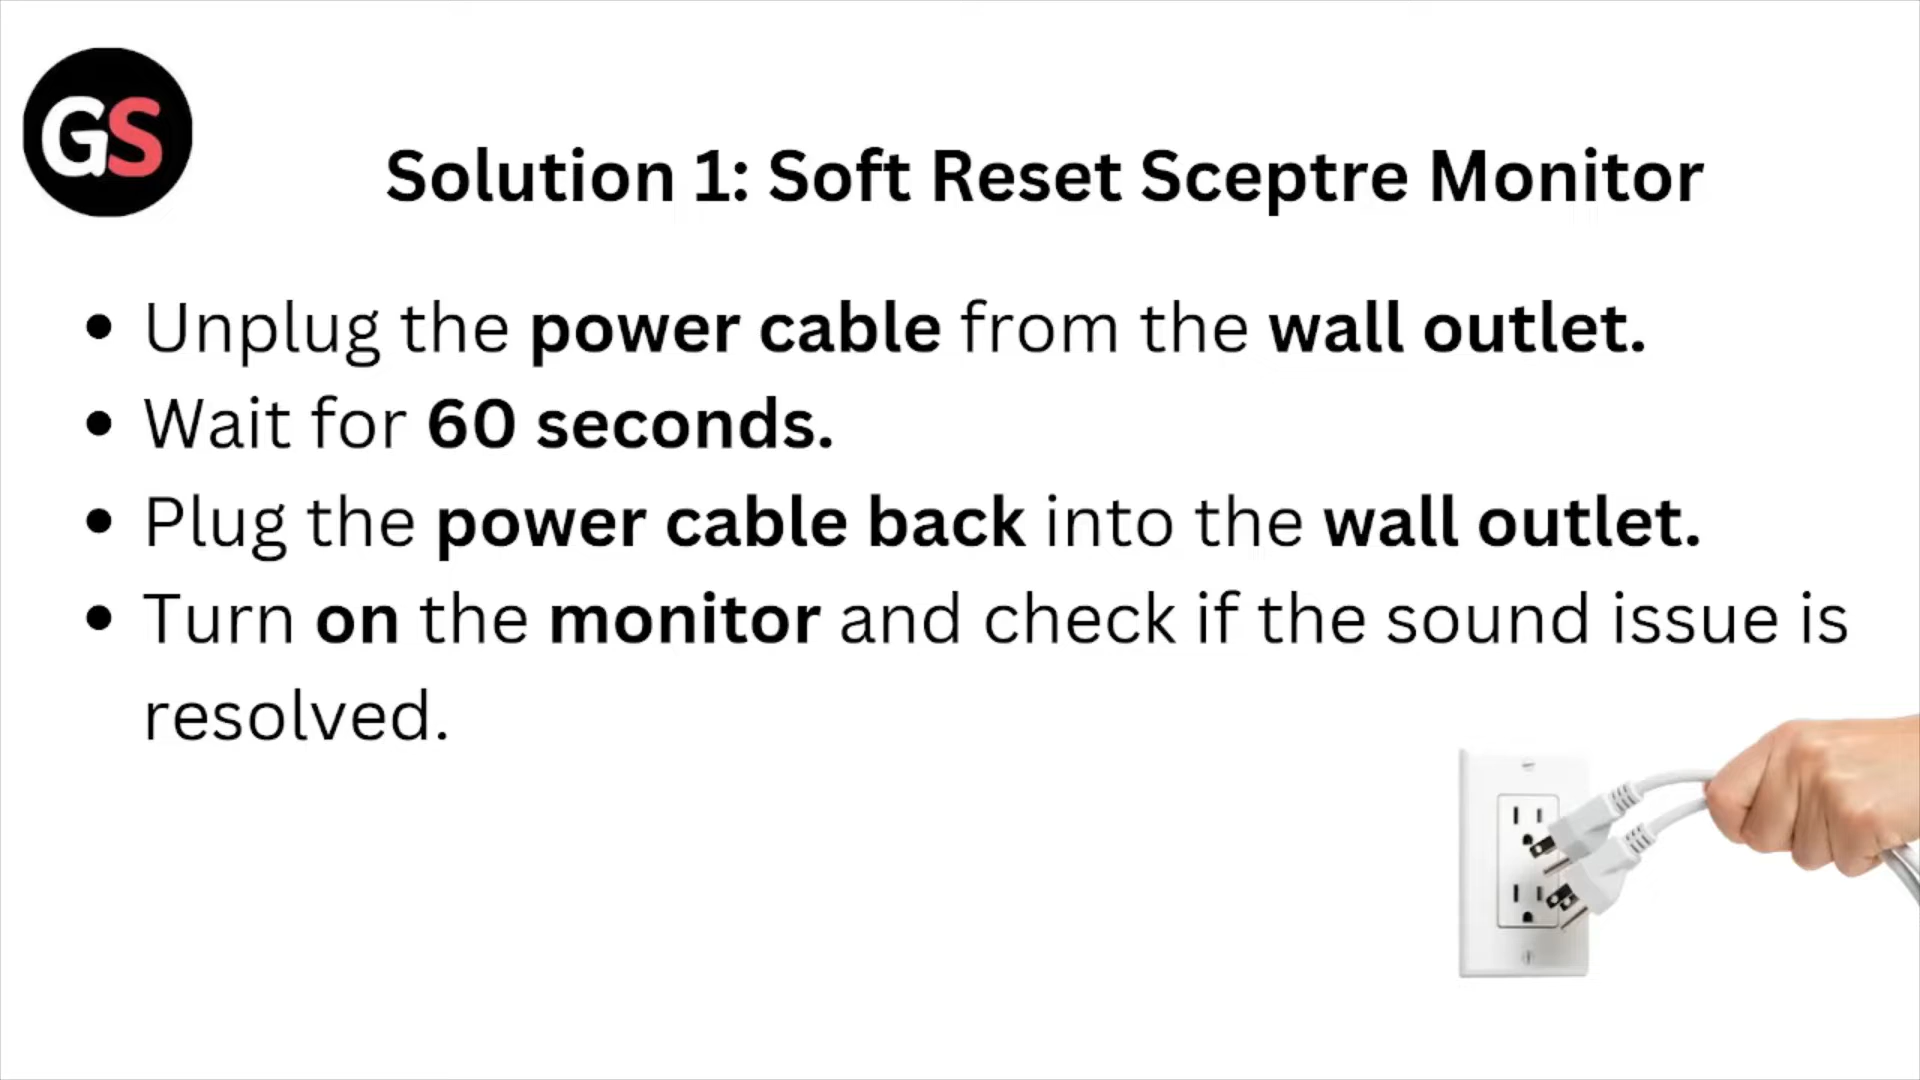 GS
Solution 1: Soft Reset Sceptre Monitor
• Unplug the power cable from the wall outlet.
• Wait for 60 seconds.
• Plug the power cable back into the wall outlet.
• Turn on the monitor and check if the sound issue is
resolved.